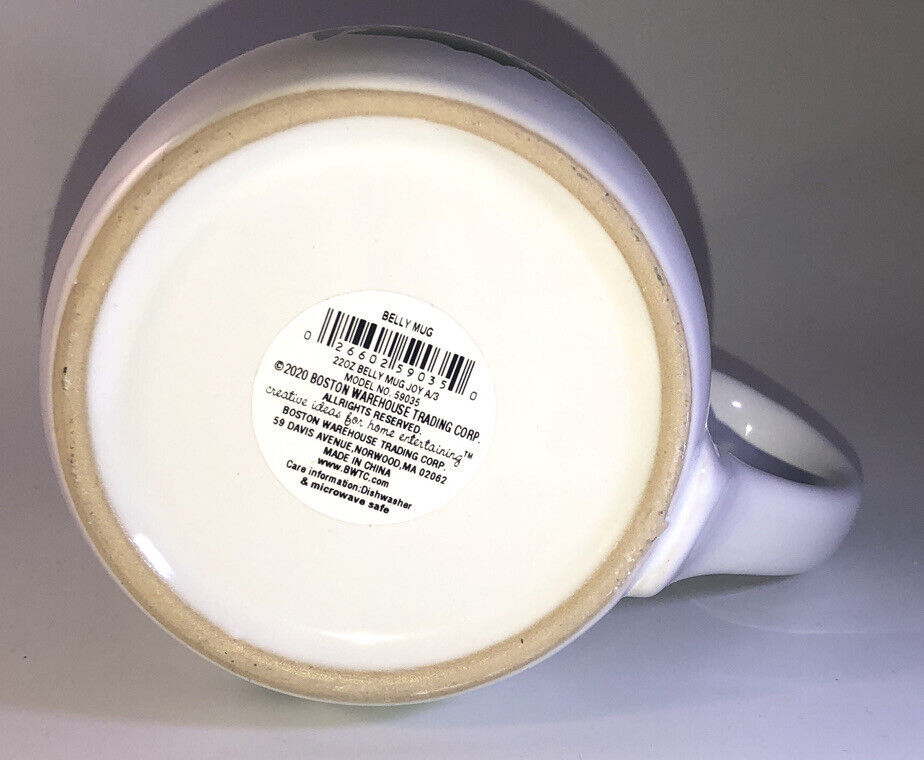 BELLY MUG
0 26602 59035 0
22OZ BELLY MUG JOY A/3
MODEL NO. 59035
©2020 BOSTON WAREHOUSE TRADING CORP.
ALLRIGHTS RESERVED.
creative ideas for home entertaining™
BOSTON WAREHOUSE TRADING CORP.
59 DAVIS AVENUE,NORWOOD,MA 02062
MADE IN CHINA
www.BWTC.com
Care information:Dishwasher
& microwave safe